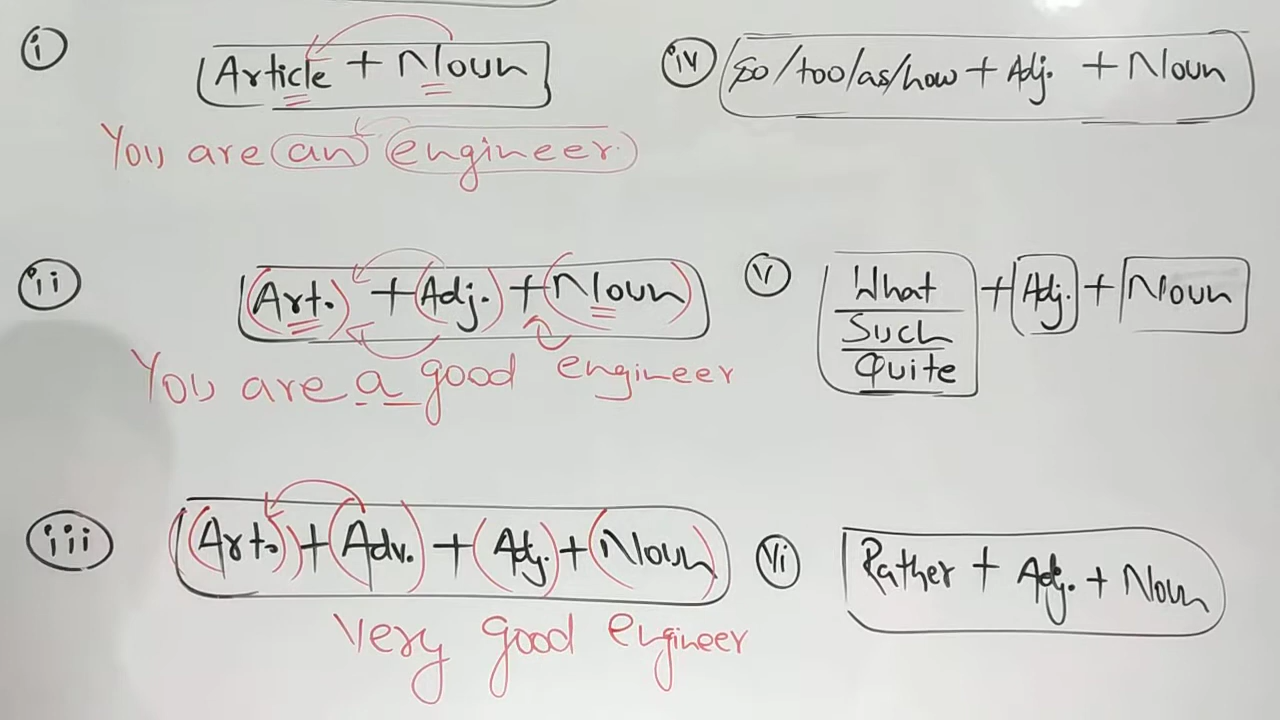 i Article + Noun
You are an engineer.
ii Art. + Adj. + Noun
You are a good engineer
iii Art. + Adv. + Adj. + Noun
Very good engineer
iv so/too/as/how + Adj. + Noun
v What + Adj. + Noun
Such
Quite
vi Rather + Adj. + Noun